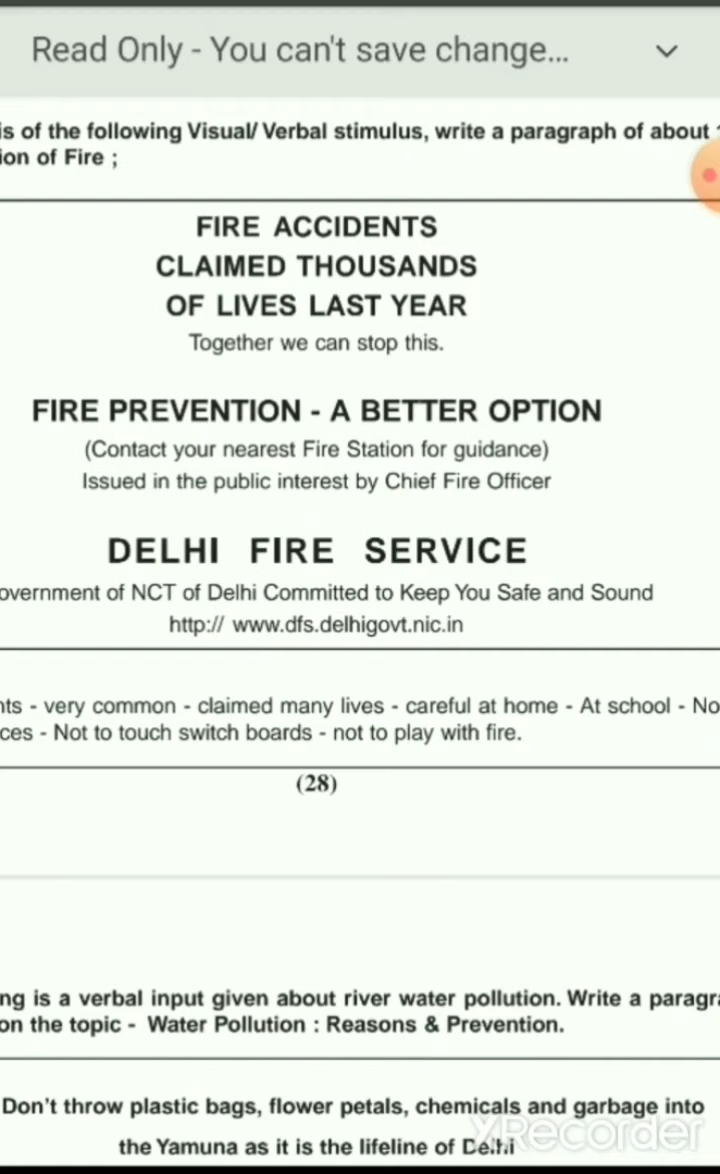 Read Only - You can't save change...
is of the following Visual/ Verbal stimulus, write a paragraph of about
ion of Fire ;
FIRE ACCIDENTS
CLAIMED THOUSANDS
OF LIVES LAST YEAR
Together we can stop this.
FIRE PREVENTION - A BETTER OPTION
(Contact your nearest Fire Station for guidance)
Issued in the public interest by Chief Fire Officer
DELHI FIRE SERVICE
overnment of NCT of Delhi Committed to Keep You Safe and Sound
http:// www.dfs.delhigovt.nic.in
nts - very common - claimed many lives - careful at home - At school - No
ces - Not to touch switch boards - not to play with fire.
(28)
ng is a verbal input given about river water pollution. Write a paragra
on the topic - Water Pollution : Reasons & Prevention.
Don't throw plastic bags, flower petals, chemicals and garbage into
the Yamuna as it is the lifeline of Delhi
XRecorder